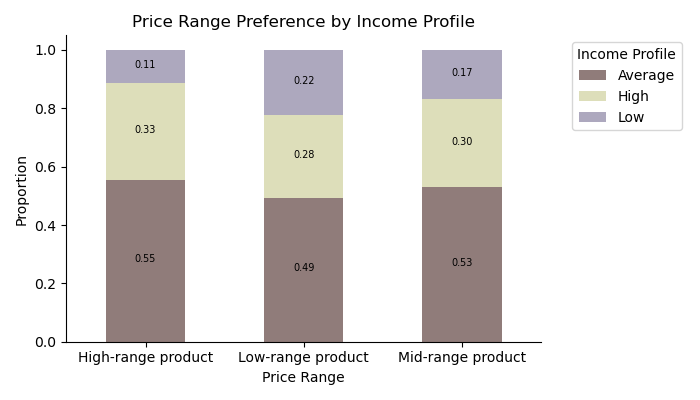 Price Range Preference by Income Profile
Proportion
1.0
0.8
0.6
0.4
0.2
0.0
0.11
0.33
0.55
0.22
0.28
0.49
0.17
0.30
0.53
High-range product
Low-range product
Mid-range product
Price Range
Income Profile
Average
High
Low